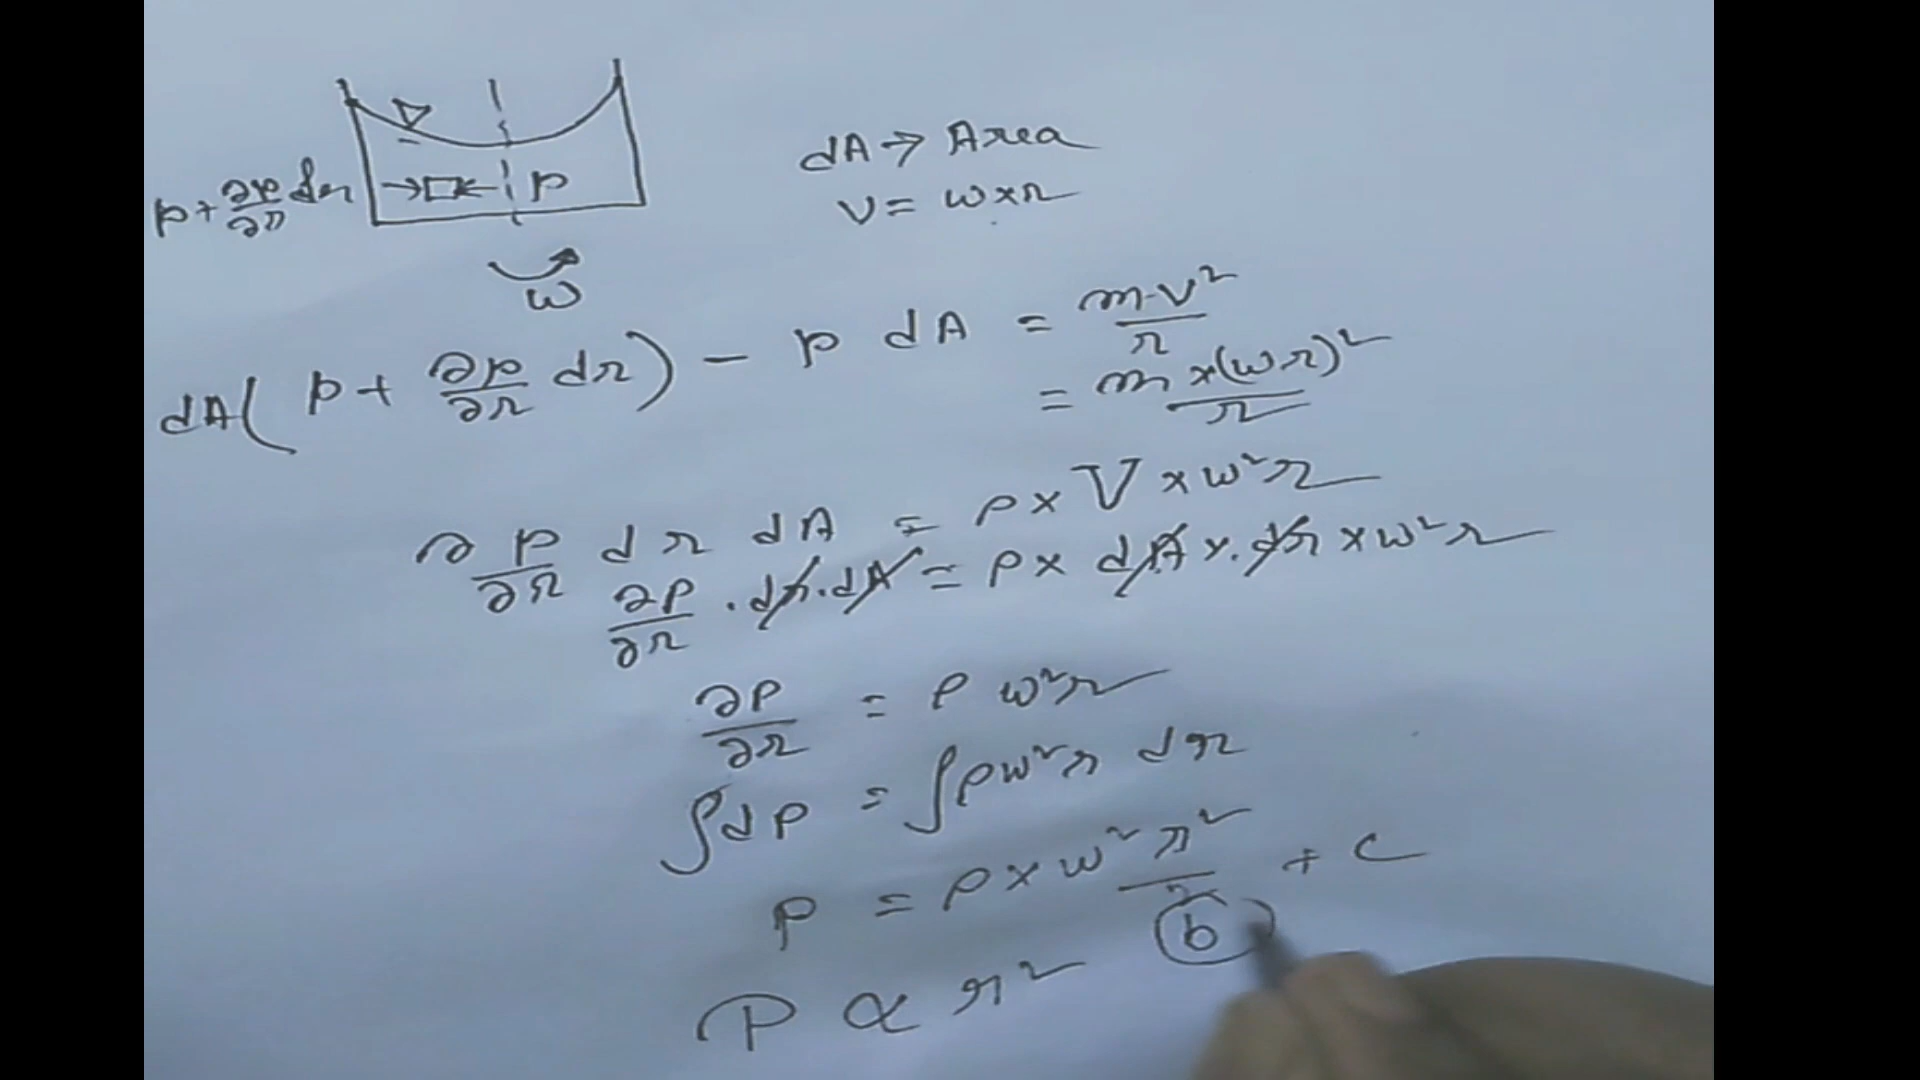 p + ∂p/∂r dr
p
ω
dA → Area
V = ω×r
dA( p + ∂p/∂r dr ) − p dA = m·V²/r
= m×(ωr)²/r
∂p/∂r dr dA = ρ × V × ω²r
∂P/∂r . dr . dA = ρ × dA × . dr × ω²r
∂P/∂r = ρ ω²r
∫dP = ∫ρω²r dr
P = ρ × ω² r²/2 + C
b
P ∝ r²